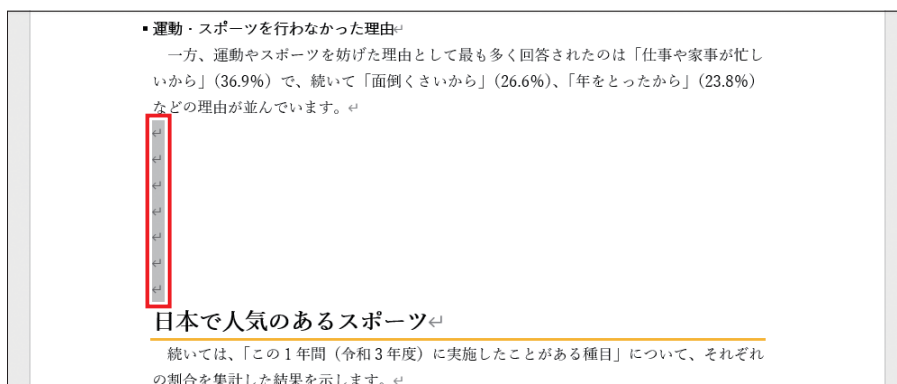 ▪運動・スポーツを行わなかった理由↵
一方、運動やスポーツを妨げた理由として最も多く回答されたのは「仕事や家事が忙し
いから」(36.9%) で、続いて「面倒くさいから」(26.6%)、「年をとったから」(23.8%)
などの理由が並んでいます。↵
↵
↵
↵
↵
↵
↵
↵
日本で人気のあるスポーツ↵
続いては、「この1年間（令和3年度）に実施したことがある種目」について、それぞれ
の割合を集計した結果を示します。↵